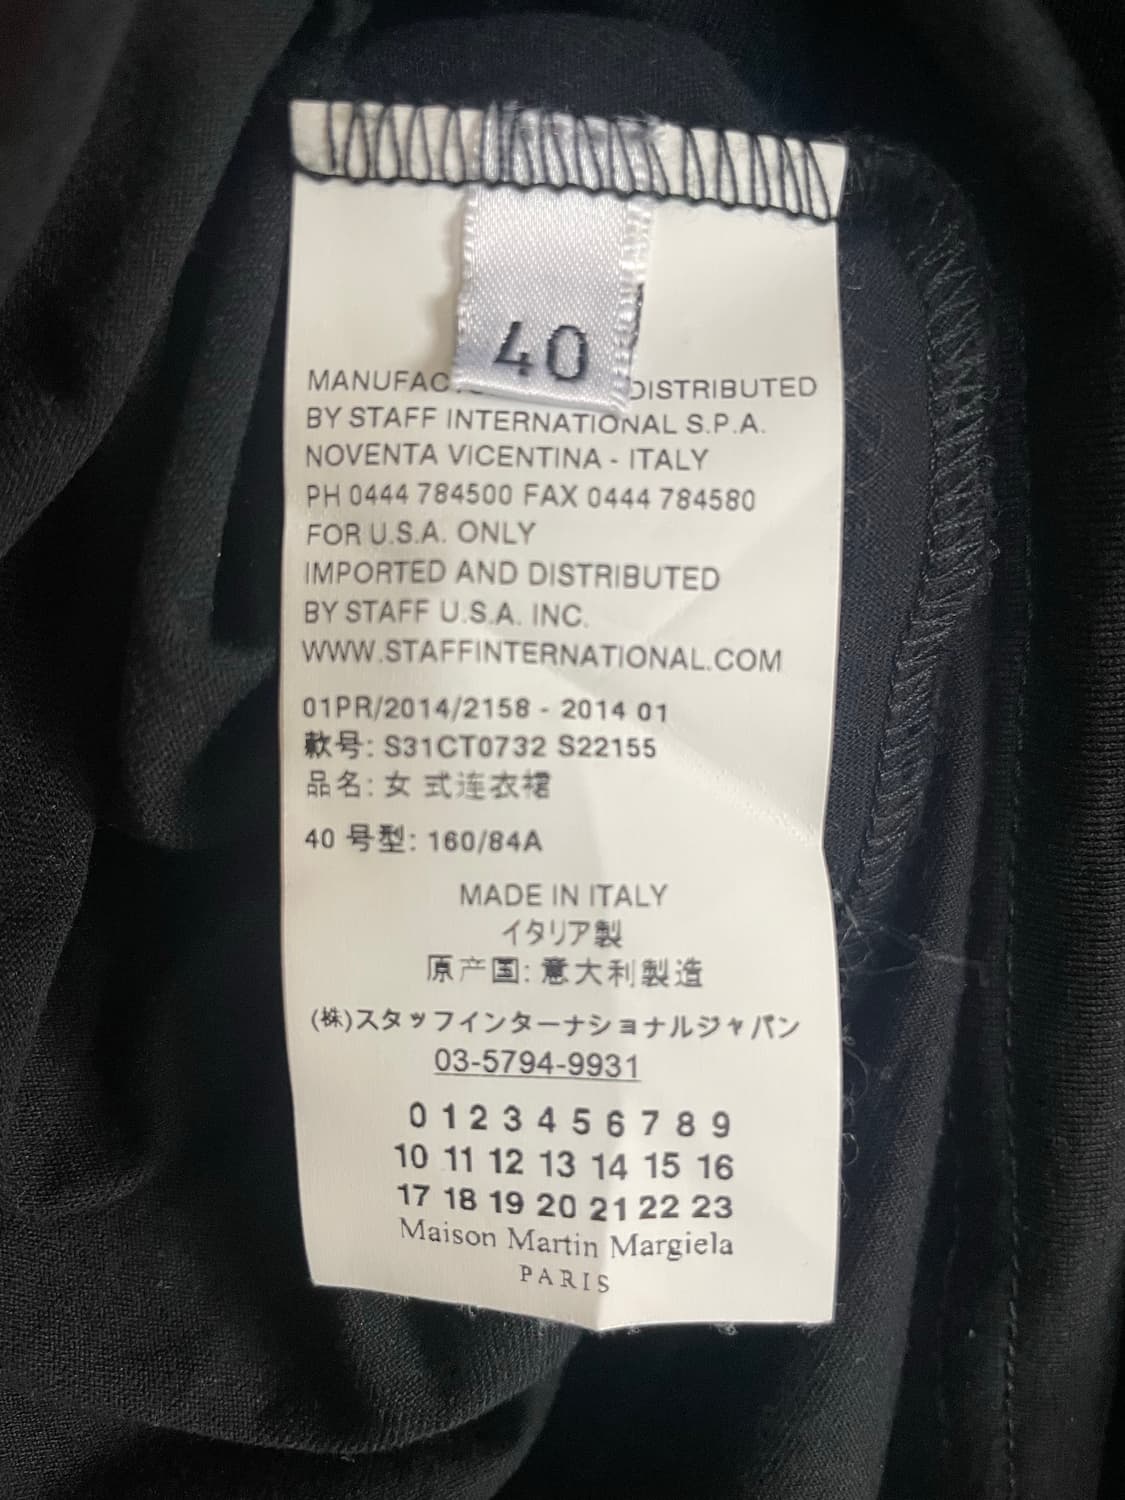 40
DISTRIBUTED
BY STAFF INTERNATIONAL S.P.A.
NOVENTA VICENTINA - ITALY
PH 0444 784500 FAX 0444 784580
FOR U.S.A. ONLY
IMPORTED AND DISTRIBUTED
BY STAFF U.S.A. INC.
WWW.STAFFINTERNATIONAL.COM
01PR/2014/2158 - 2014 01
款号: S31CT0732 S22155
品名: 女 式连衣裙
40 号型: 160/84A
MADE IN ITALY
イタリア製
原产国: 意大利製造
(株)スタッフインターナショナルジャパン
03-5794-9931
0 1 2 3 4 5 6 7 8 9
10 11 12 13 14 15 16
17 18 19 20 21 22 23
Maison Martin Margiela
PARIS